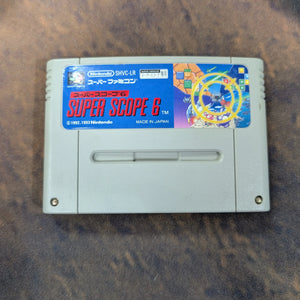 Nintendo SHVC-LR
スーパーファミコン
スーパースコープ6
SUPER SCOPE 6 TM
© 1992, 1993 Nintendo
MADE IN JAPAN